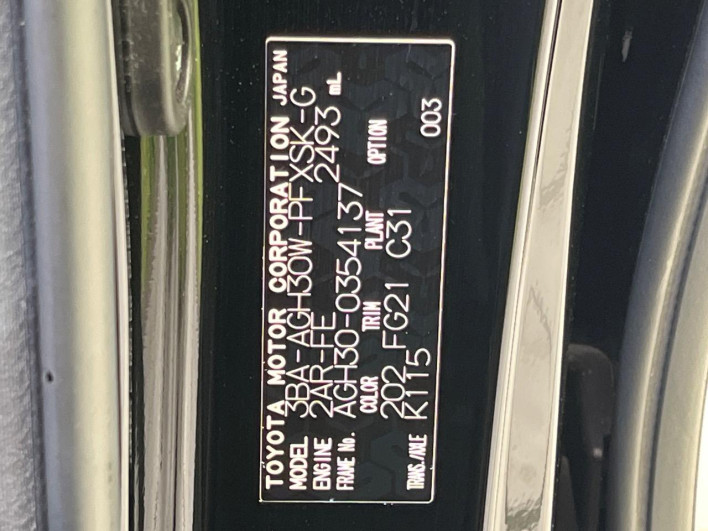 TOYOTA MOTOR CORPORATION JAPAN
MODEL 3BA-AGH30W-PFXSK-G
ENGINE 2AR-FE 2493 mL
FRAME No. AGH30-0354137
COLOR TRIM PLANT OPTION
202 FG21 C31
TRANS./AXLE K115 003